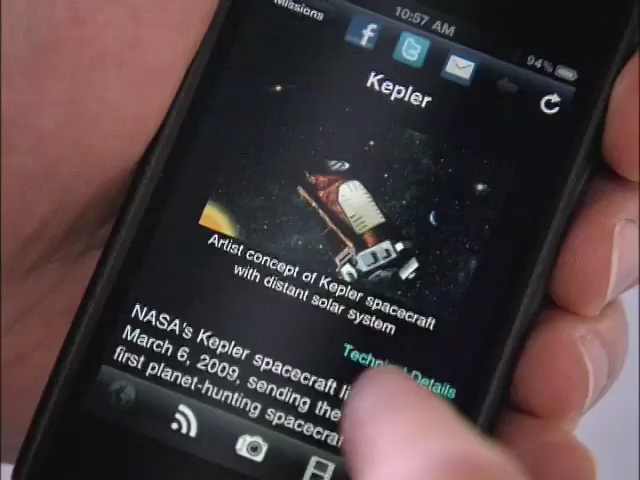 Missions
10:57 AM
94%
Kepler
Artist concept of Kepler spacecraft
with distant solar system
Technical Details
NASA's Kepler spacecraft
March 6, 2009, sending the
first planet-hunting